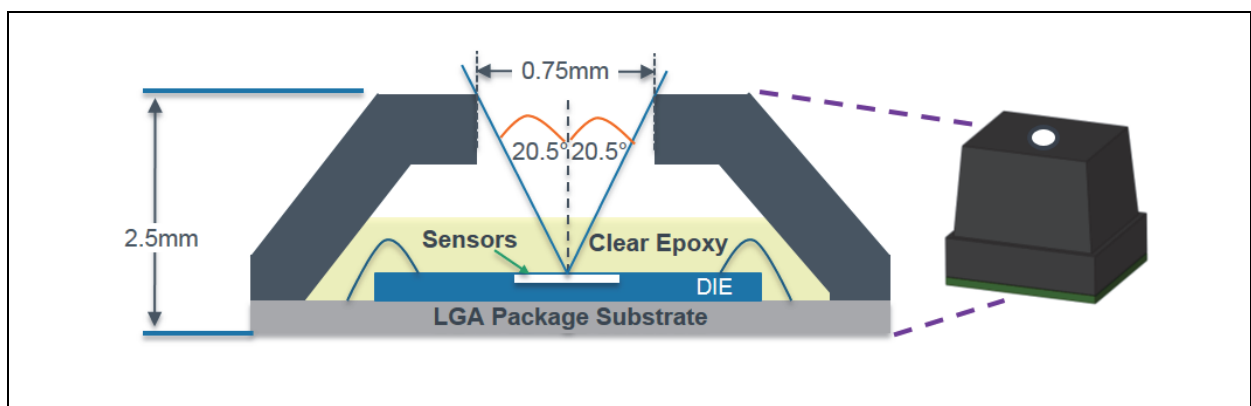 0.75mm
20.5° 20.5°
2.5mm
Sensors
Clear Epoxy
DIE
LGA Package Substrate